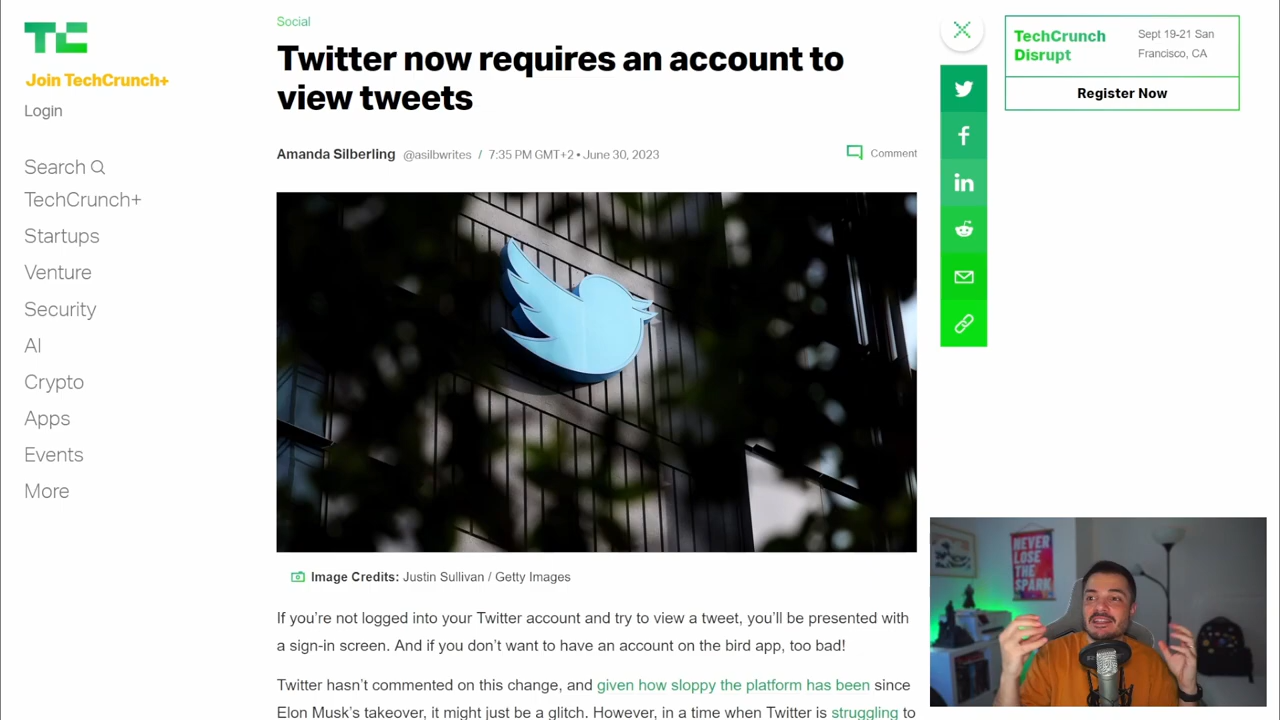 TC
Join TechCrunch+
Login
Search
TechCrunch+
Startups
Venture
Security
AI
Crypto
Apps
Events
More
Social
Twitter now requires an account to
view tweets
Amanda Silberling @asilbwrites / 7:35 PM GMT+2 • June 30, 2023
Comment
Image Credits: Justin Sullivan / Getty Images
If you’re not logged into your Twitter account and try to view a tweet, you’ll be presented with
a sign-in screen. And if you don’t want to have an account on the bird app, too bad!
Twitter hasn’t commented on this change, and given how sloppy the platform has been since
Elon Musk’s takeover, it might just be a glitch. However, in a time when Twitter is struggling to
TechCrunch
Disrupt
Sept 19-21 San
Francisco, CA
Register Now
NEVER
LOSE
THE
SPARK